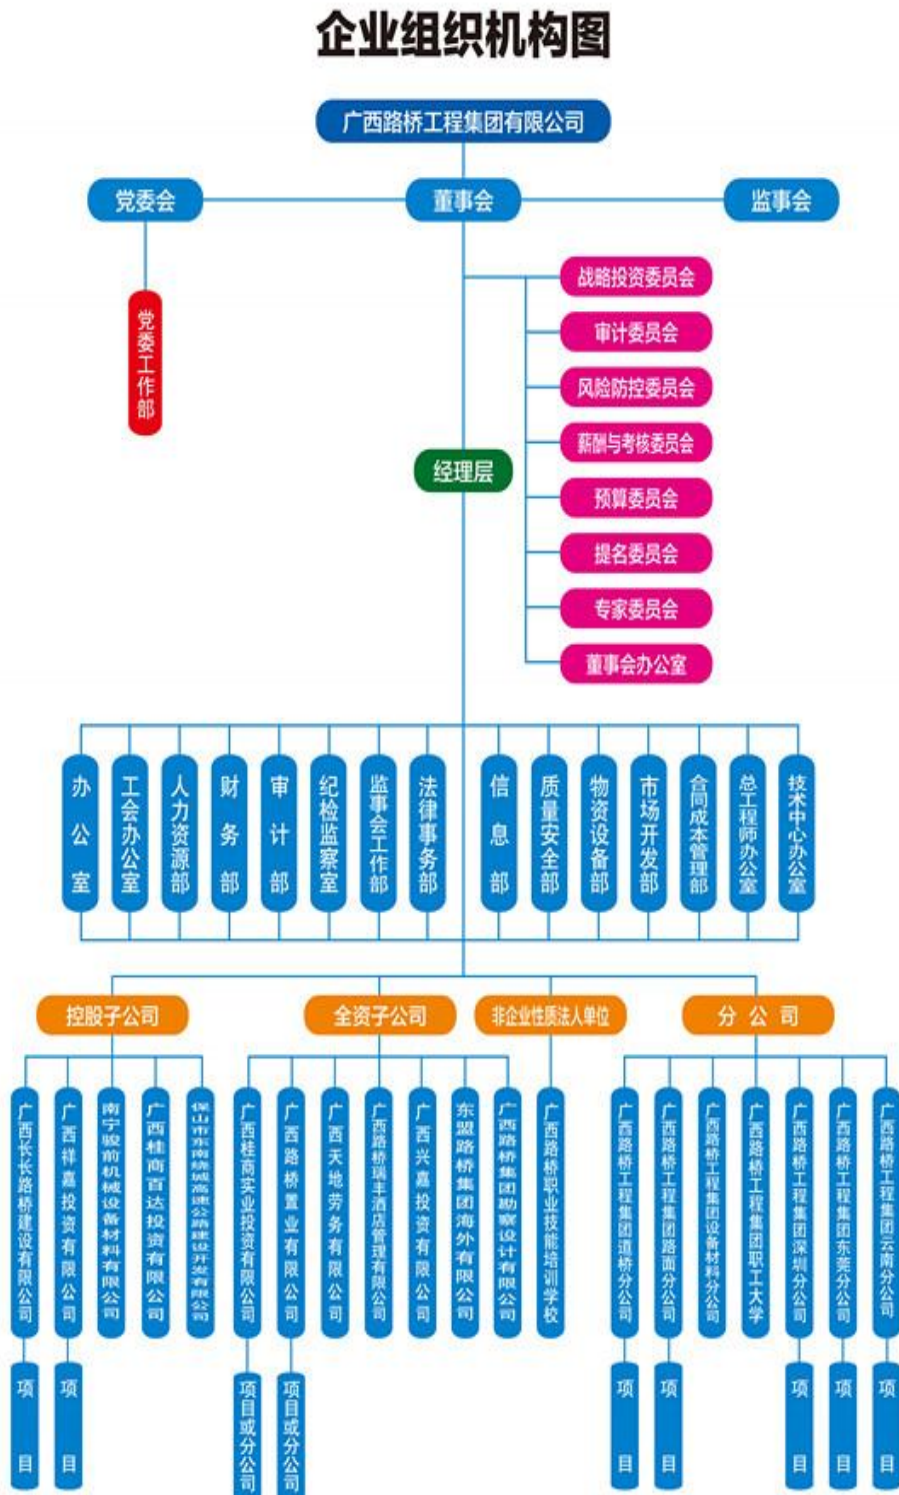 企业组织机构图
广西路桥工程集团有限公司
党委会
董事会
监事会
党委工作部
战略投资委员会
审计委员会
风险防控委员会
薪酬与考核委员会
预算委员会
提名委员会
专家委员会
董事会办公室
经理层
办公室
工会办公室
人力资源部
财务部
审计部
纪检监察室
监事会工作部
法律事务部
信息部
质量安全部
物资设备部
市场开发部
合同成本管理部
总工程师办公室
技术中心办公室
控股子公司
全资子公司
非企业性质法人单位
分公司
广西长长路桥建设有限公司
广西祥嘉投资有限公司
南宁骏前机械设备材料有限公司
广西桂商百达投资有限公司
保山市东南绕城高速公路建设开发有限公司
广西桂商实业投资有限公司
广西路桥置业有限公司
广西天地劳务有限公司
广西路桥瑞丰酒店管理有限公司
广西兴嘉投资有限公司
东盟路桥集团海外有限公司
广西路桥集团勘察设计有限公司
广西路桥职业技能培训学校
广西路桥工程集团道桥分公司
广西路桥工程集团路面分公司
广西路桥工程集团设备材料分公司
广西路桥工程集团职工大学
广西路桥工程集团深圳分公司
广西路桥工程集团东莞分公司
广西路桥工程集团云南分公司
项目
项目
项目或分公司
项目或分公司
项目
项目
项目
项目
项目